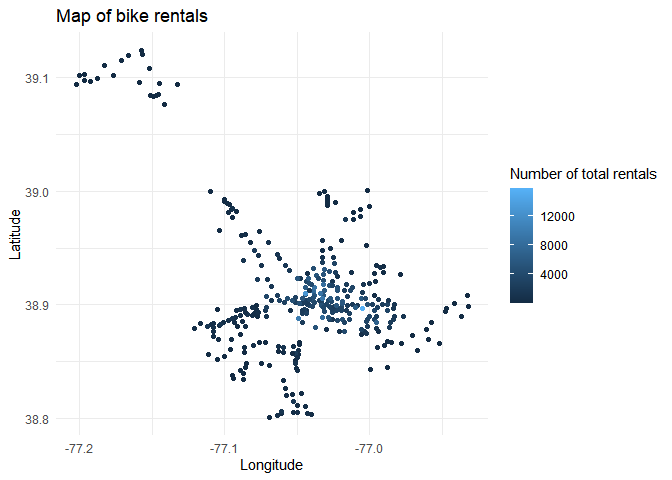 Map of bike rentals
39.1
39.0
38.9
38.8
Latitude
-77.2
-77.1
-77.0
Longitude
Number of total rentals
12000
8000
4000